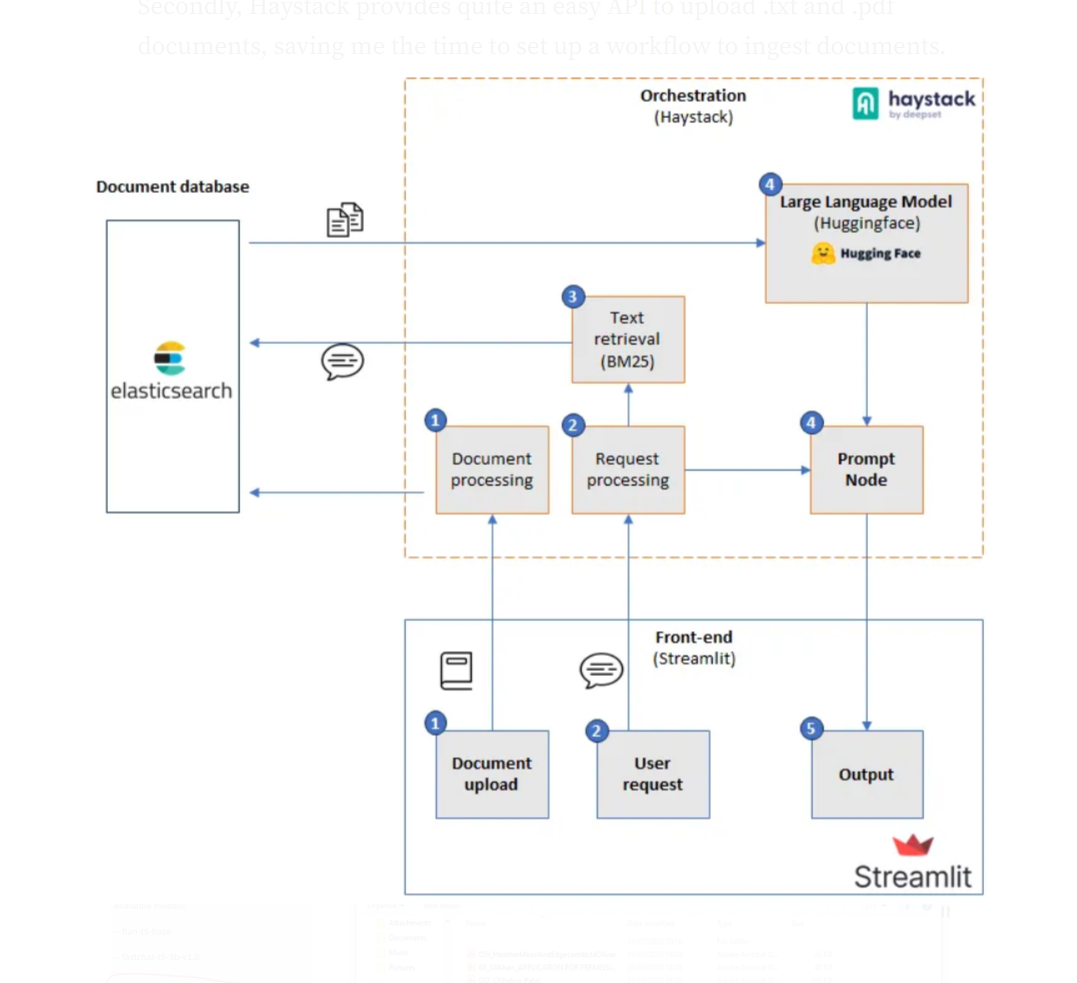 Secondly, Haystack provides quite an easy API to upload .txt and .pdf
documents, saving me the time to set up a workflow to ingest documents.
Orchestration
(Haystack)
haystack
by deepset
Document database
4
Large Language Model
(Huggingface)
Hugging Face
3
Text
retrieval
(BM25)
elasticsearch
1
Document
processing
2
Request
processing
4
Prompt
Node
Front-end
(Streamlit)
1
Document
upload
2
User
request
5
Output
Streamlit